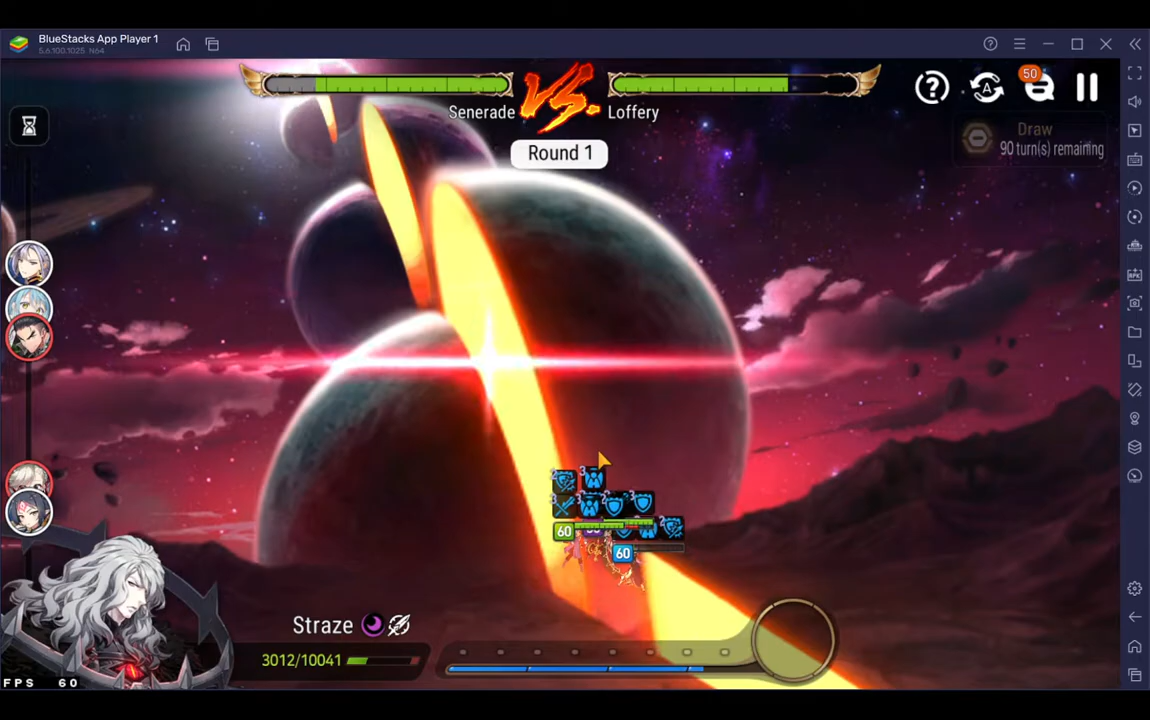 BlueStacks App Player 1
5.6.100.1025 N64
50
VS.
Senerade
Loffery
Round 1
Draw
90 turn(s) remaining
60
60
Straze
3012/10041
FPS 60